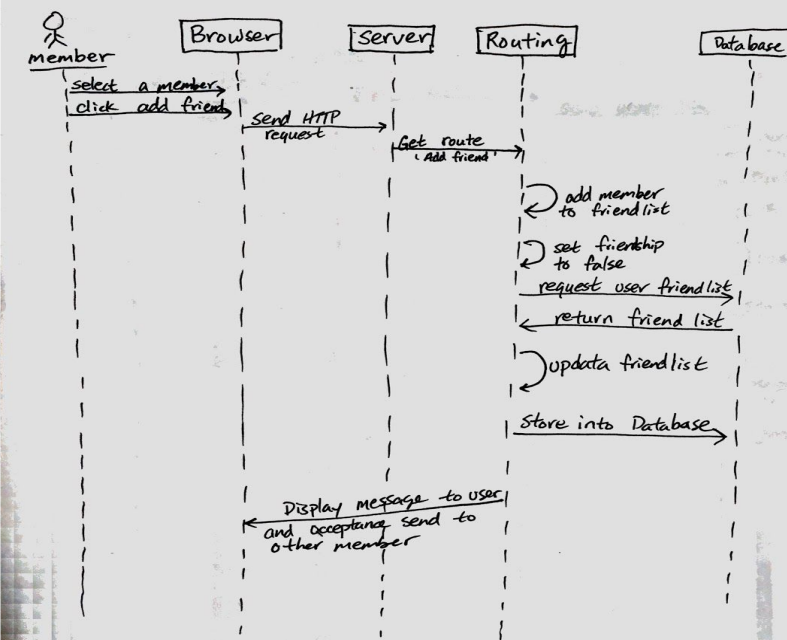 member
Browser
Server
Routing
Database
select a member
click add friend
Send HTTP
request
Get route
'Add friend'
add member
to friendlist
set friendship
to false
request user friendlist
return friend list
updata friendlist
Store into Database
Display message to user
and acceptance send to
other member